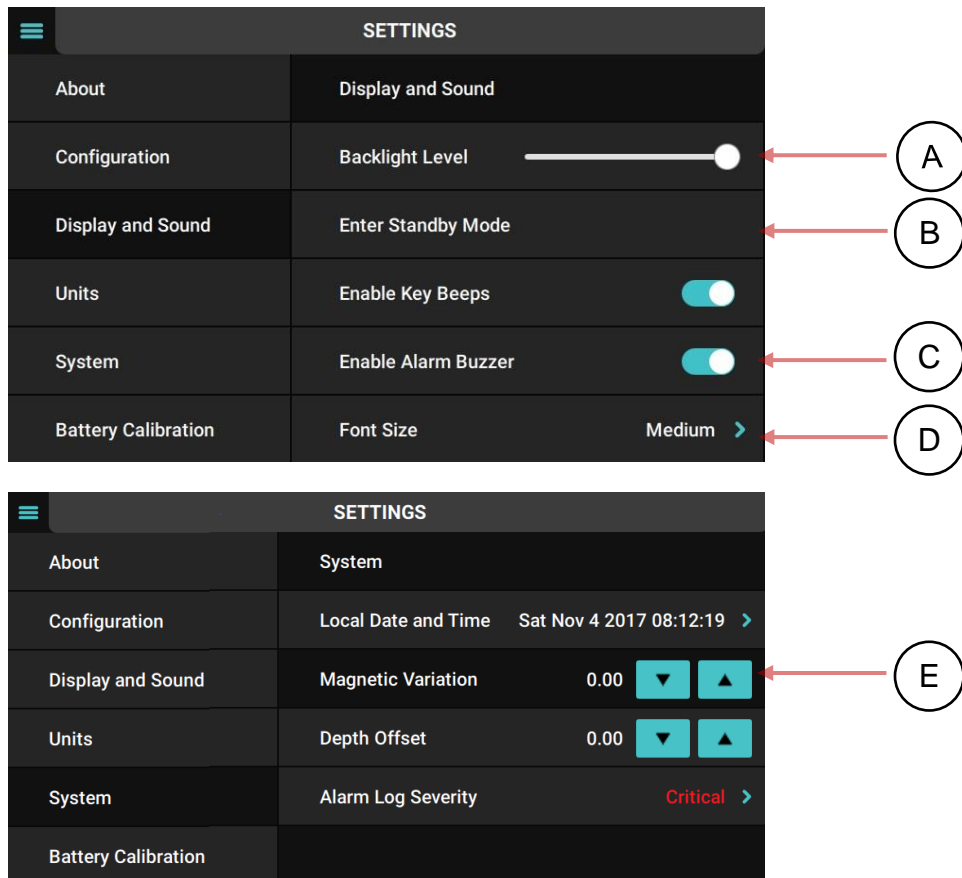 SETTINGS
About
Display and Sound
Configuration
Backlight Level
A
Display and Sound
Enter Standby Mode
B
Units
Enable Key Beeps
System
Enable Alarm Buzzer
C
Battery Calibration
Font Size
Medium
D
SETTINGS
About
System
Configuration
Local Date and Time
Sat Nov 4 2017 08:12:19
Display and Sound
Magnetic Variation
0.00
E
Units
Depth Offset
0.00
System
Alarm Log Severity
Critical
Battery Calibration